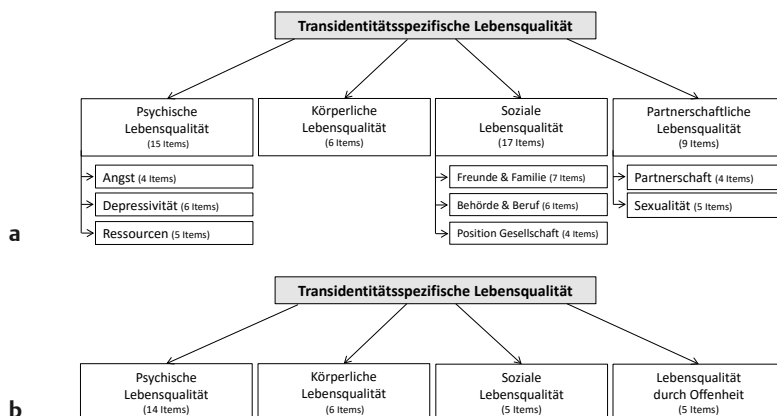 Transidentitätsspezifische Lebensqualität
Psychische
Lebensqualität
(15 Items)
Körperliche
Lebensqualität
(6 Items)
Soziale
Lebensqualität
(17 Items)
Partnerschaftliche
Lebensqualität
(9 Items)
Angst (4 Items)
Depressivität (6 Items)
Ressourcen (5 Items)
Freunde & Familie (7 Items)
Behörde & Beruf (6 Items)
Position Gesellschaft (4 Items)
Partnerschaft (4 Items)
Sexualität (5 Items)
a
Transidentitätsspezifische Lebensqualität
Psychische
Lebensqualität
(14 Items)
Körperliche
Lebensqualität
(6 Items)
Soziale
Lebensqualität
(5 Items)
Lebensqualität
durch Offenheit
(5 Items)
b